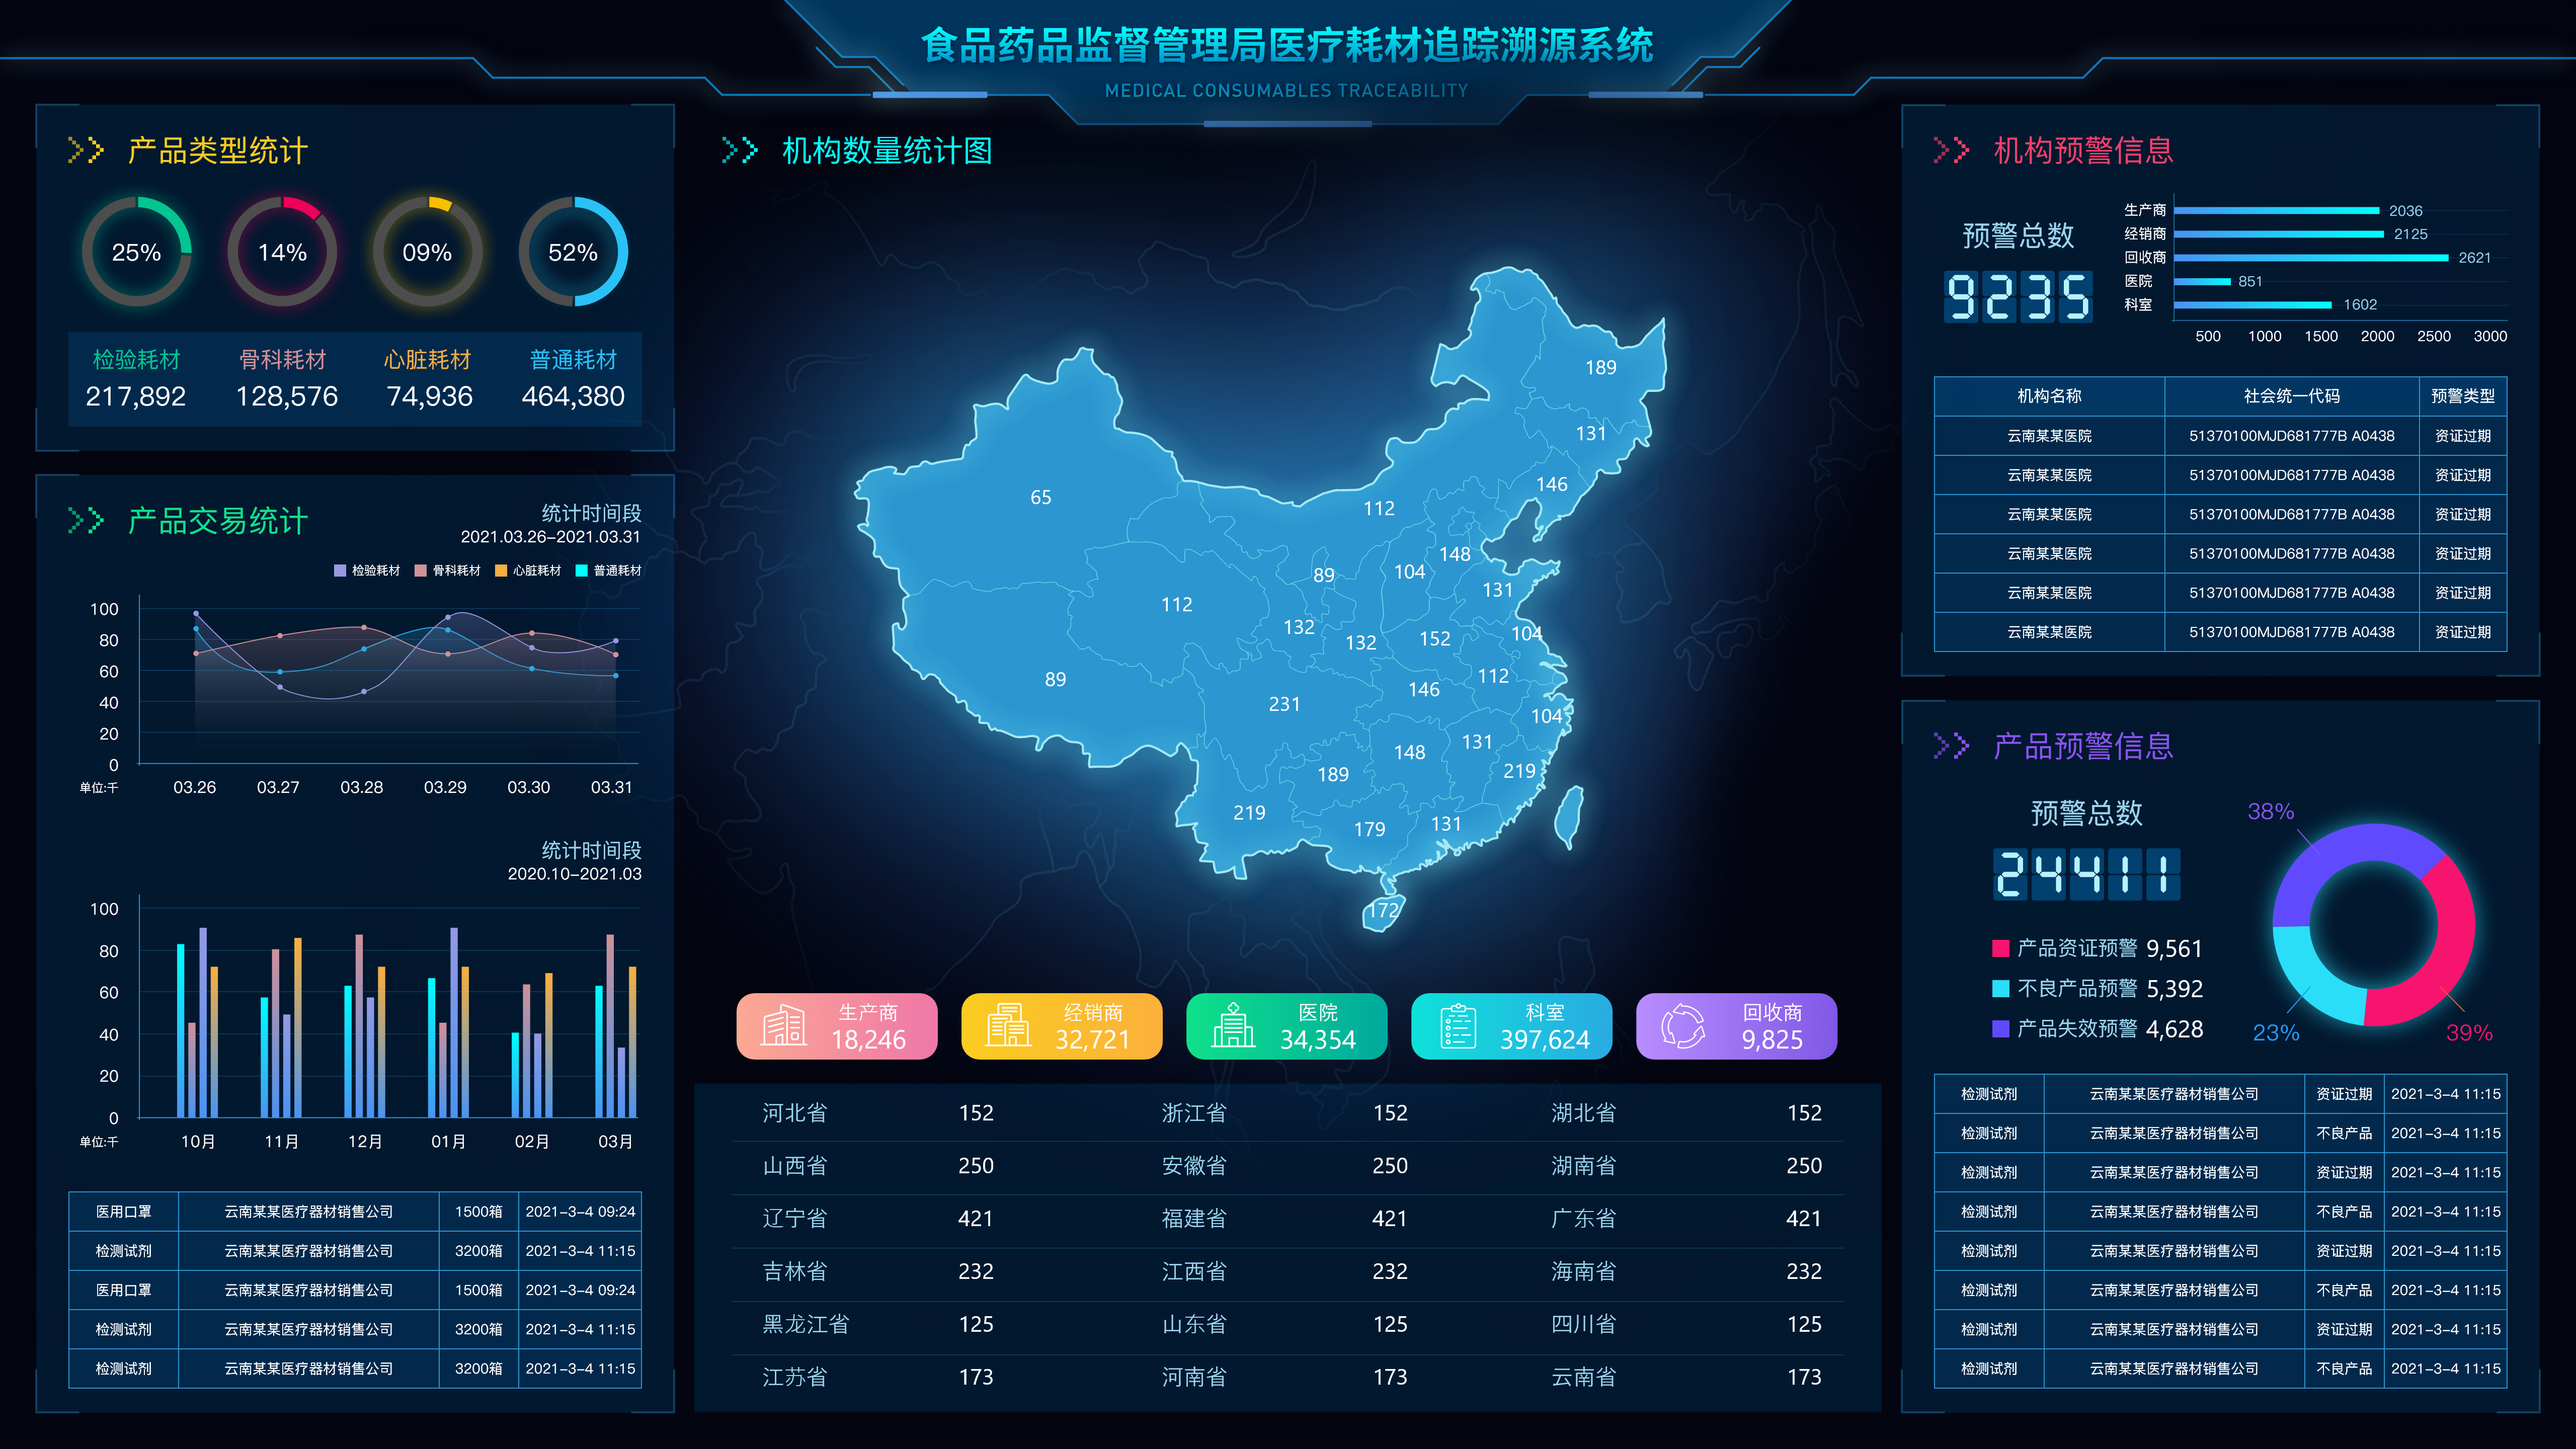 食品药品监督管理局医疗耗材追踪溯源系统
MEDICAL CONSUMABLES TRACEABILITY
产品类型统计
25% 14% 09% 52%
检验耗材 骨科耗材 心脏耗材 普通耗材
217,892 128,576 74,936 464,380
产品交易统计
统计时间段
2021.03.26-2021.03.31
检验耗材 骨科耗材 心脏耗材 普通耗材
100
80
60
40
20
0
单位:千 03.26 03.27 03.28 03.29 03.30 03.31
统计时间段
2020.10-2021.03
100
80
60
40
20
0
单位:千 10月 11月 12月 01月 02月 03月
医用口罩 云南某某医疗器材销售公司 1500箱 2021-3-4 09:24
检测试剂 云南某某医疗器材销售公司 3200箱 2021-3-4 11:15
医用口罩 云南某某医疗器材销售公司 1500箱 2021-3-4 09:24
检测试剂 云南某某医疗器材销售公司 3200箱 2021-3-4 11:15
检测试剂 云南某某医疗器材销售公司 3200箱 2021-3-4 11:15
机构数量统计图
189
131
146
65
112
148
104
89
131
112
132
132
152
104
89
112
146
231
104
131
148
219
189
219
131
179
172
生产商
18,246
经销商
32,721
医院
34,354
科室
397,624
回收商
9,825
河北省 152 浙江省 152 湖北省 152
山西省 250 安徽省 250 湖南省 250
辽宁省 421 福建省 421 广东省 421
吉林省 232 江西省 232 海南省 232
黑龙江省 125 山东省 125 四川省 125
江苏省 173 河南省 173 云南省 173
机构预警信息
预警总数
9235
生产商 2036
经销商 2125
回收商 2621
医院 851
科室 1602
500 1000 1500 2000 2500 3000
机构名称 社会统一代码 预警类型
云南某某医院 51370100MJD681777B A0438 资证过期
云南某某医院 51370100MJD681777B A0438 资证过期
云南某某医院 51370100MJD681777B A0438 资证过期
云南某某医院 51370100MJD681777B A0438 资证过期
云南某某医院 51370100MJD681777B A0438 资证过期
云南某某医院 51370100MJD681777B A0438 资证过期
产品预警信息
预警总数
24411
产品资证预警 9,561
不良产品预警 5,392
产品失效预警 4,628
38%
23%
39%
检测试剂 云南某某医疗器材销售公司 资证过期 2021-3-4 11:15
检测试剂 云南某某医疗器材销售公司 不良产品 2021-3-4 11:15
检测试剂 云南某某医疗器材销售公司 资证过期 2021-3-4 11:15
检测试剂 云南某某医疗器材销售公司 不良产品 2021-3-4 11:15
检测试剂 云南某某医疗器材销售公司 资证过期 2021-3-4 11:15
检测试剂 云南某某医疗器材销售公司 不良产品 2021-3-4 11:15
检测试剂 云南某某医疗器材销售公司 资证过期 2021-3-4 11:15
检测试剂 云南某某医疗器材销售公司 不良产品 2021-3-4 11:15